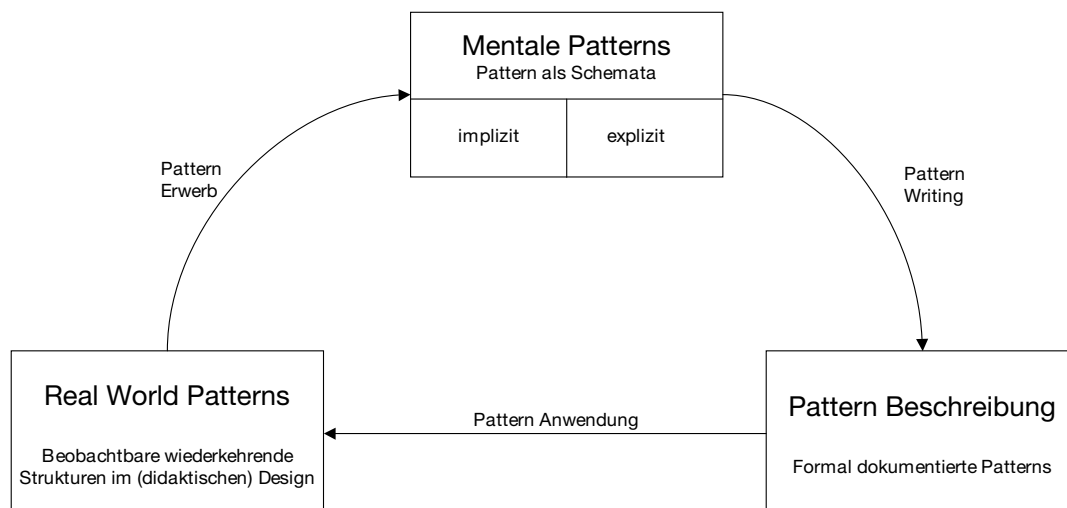 Mentale Patterns
Pattern als Schemata
implizit
explizit
Pattern
Erwerb
Pattern
Writing
Real World Patterns
Beobachtbare wiederkehrende
Strukturen im (didaktischen) Design
Pattern Anwendung
Pattern Beschreibung
Formal dokumentierte Patterns